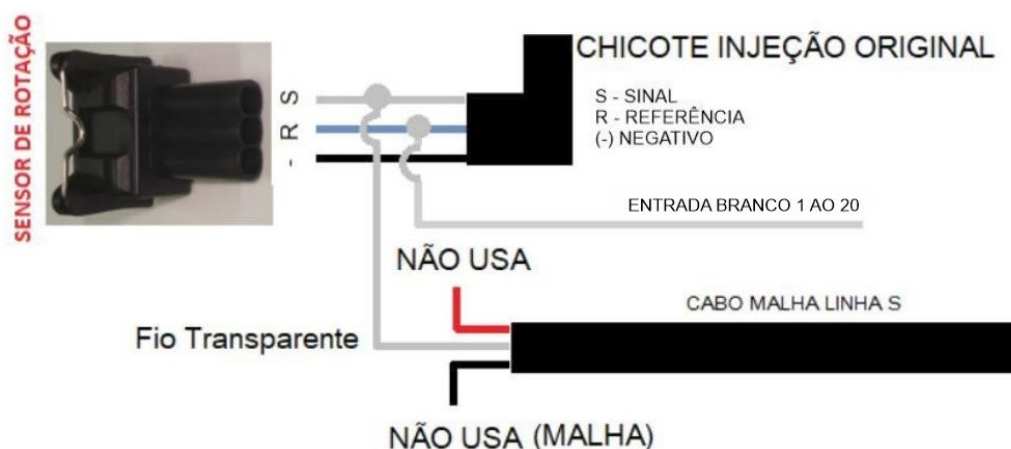 SENSOR DE ROTAÇÃO
S
R
-
CHICOTE INJEÇÃO ORIGINAL
S - SINAL
R - REFERÊNCIA
(-) NEGATIVO
ENTRADA BRANCO 1 AO 20
NÃO USA
CABO MALHA LINHA S
Fio Transparente
NÃO USA (MALHA)